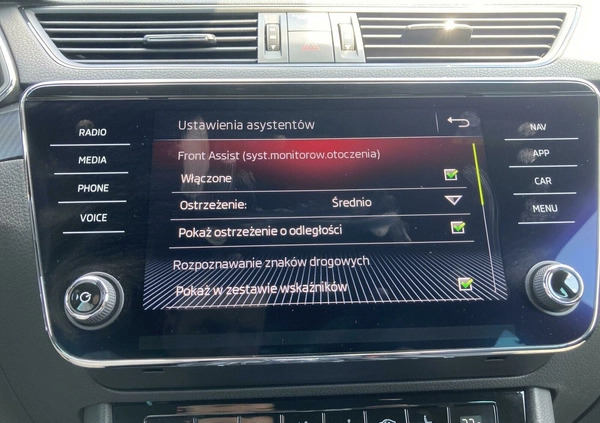 Ustawienia asystentów
Front Assist (syst.monitorow.otoczenia)
Włączone
Ostrzeżenie: Średnio
Pokaż ostrzeżenie o odległości
Rozpoznawanie znaków drogowych
Pokaż w zestawie wskaźników
RADIO
MEDIA
PHONE
VOICE
NAV
APP
CAR
MENU